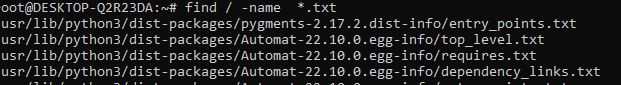 root@DESKTOP-Q2R23DA:~# find / -name  *.txt
usr/lib/python3/dist-packages/pygments-2.17.2.dist-info/entry_points.txt
usr/lib/python3/dist-packages/Automat-22.10.0.egg-info/top_level.txt
usr/lib/python3/dist-packages/Automat-22.10.0.egg-info/requires.txt
usr/lib/python3/dist-packages/Automat-22.10.0.egg-info/dependency_links.txt